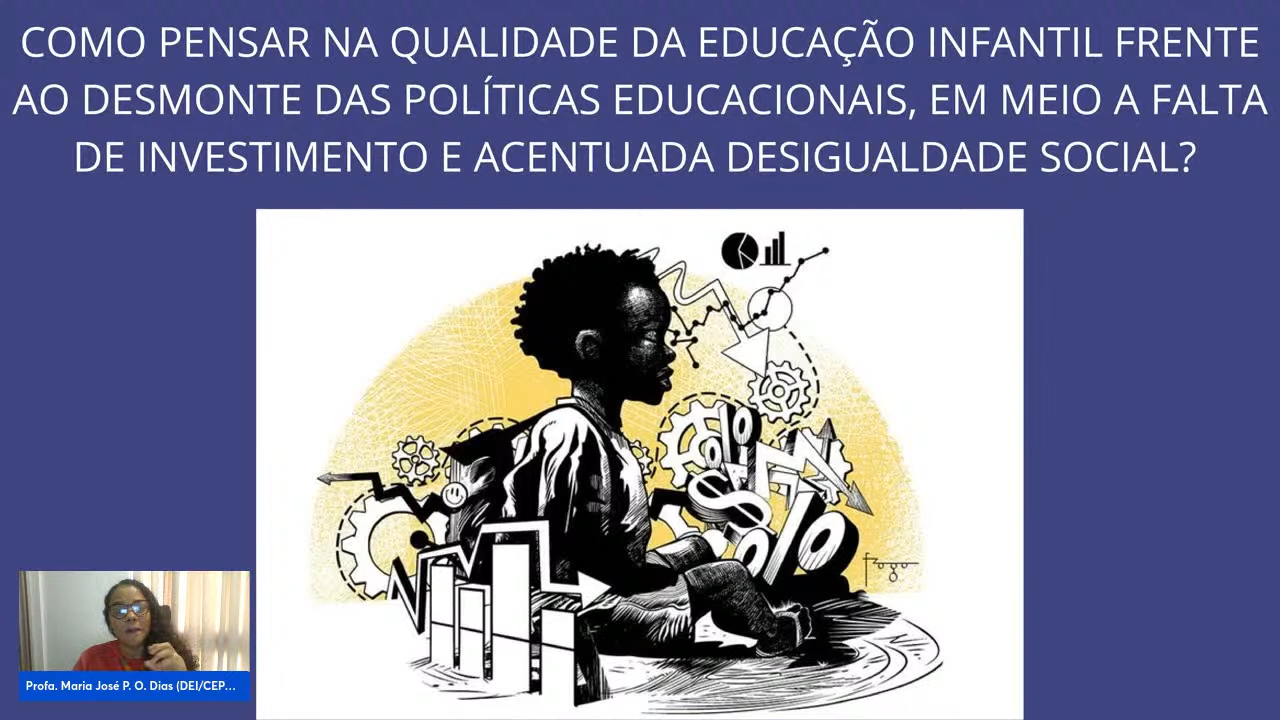 COMO PENSAR NA QUALIDADE DA EDUCAÇÃO INFANTIL FRENTE
AO DESMONTE DAS POLÍTICAS EDUCACIONAIS, EM MEIO A FALTA
DE INVESTIMENTO E ACENTUADA DESIGUALDADE SOCIAL?
% $ %
Frogo
Profa. Maria José P. O. Dias (DEI/CEP...